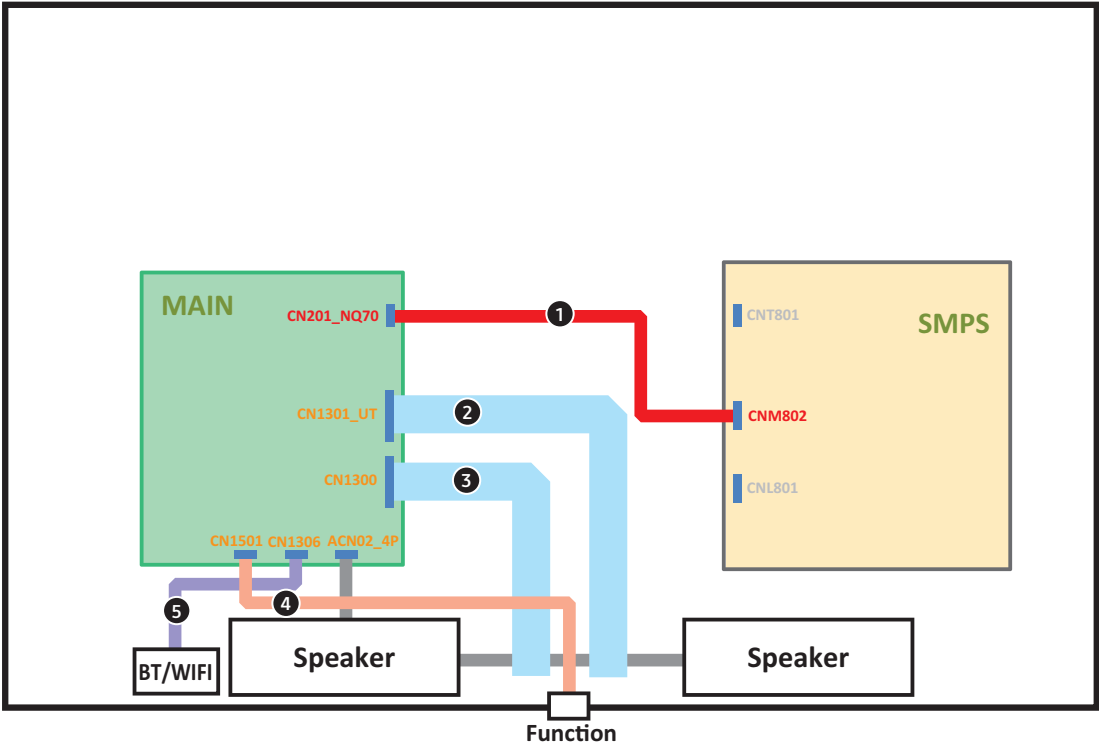 MAIN
CN201_NQ70
1
CNT801
SMPS
CN1301_UT
2
CNM802
CN1300
3
CNL801
CN1501 CN1306 ACN02_4P
5
4
BT/WIFI
Speaker
Speaker
Function